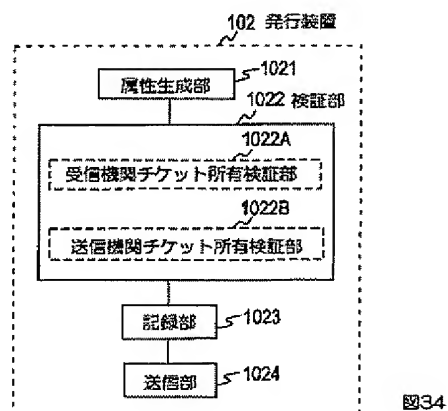 102 発行装置
属性生成部 1021
1022 検証部
1022A
受信機関チケット所有検証部
1022B
送信機関チケット所有検証部
記録部 1023
送信部 1024
図34